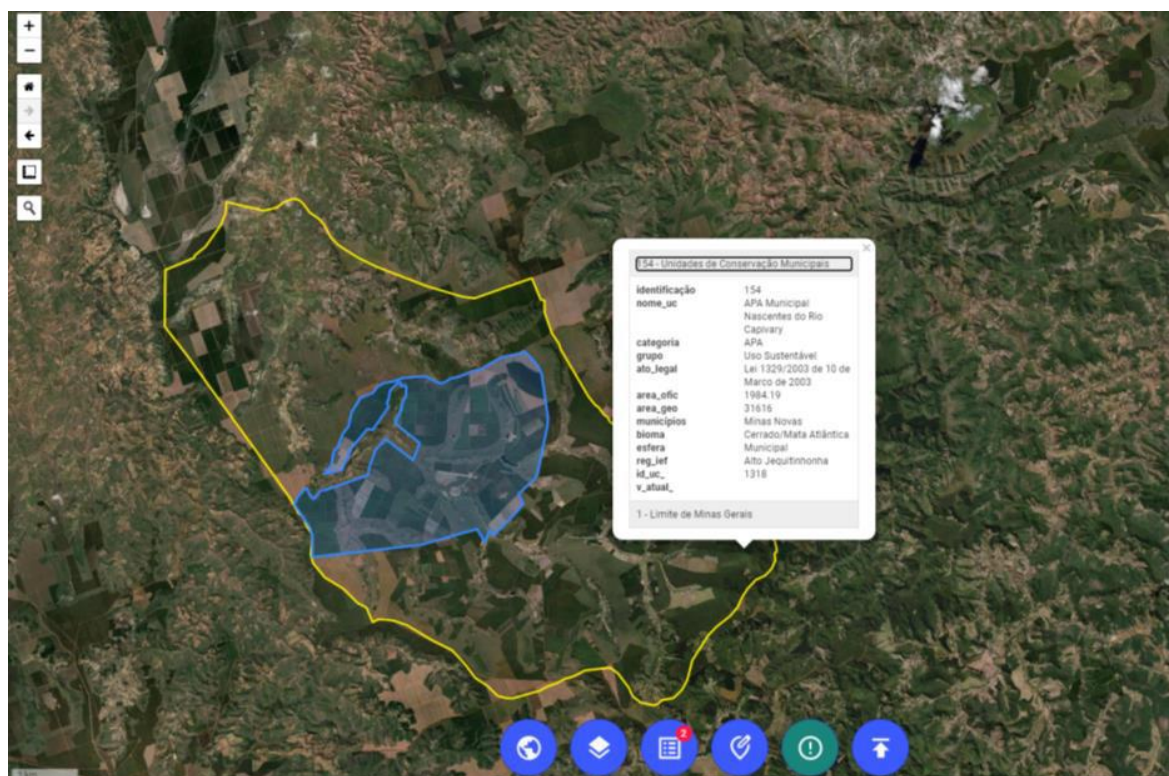 154 - Unidades de Conservação Municipais
identificação 154
nome_uc APA Municipal
Nascentes do Rio
Capivary
categoria APA
grupo Uso Sustentável
ato_legal Lei 1329/2003 de 10 de
Marco de 2003
area_ofic 1984.19
area_geo 31616
municipios Minas Novas
bioma Cerrado/Mata Atlântica
esfera Municipal
reg_ief Alto Jequitinhonha
id_uc_ 1318
v_atual_
1 - Limite de Minas Gerais
2